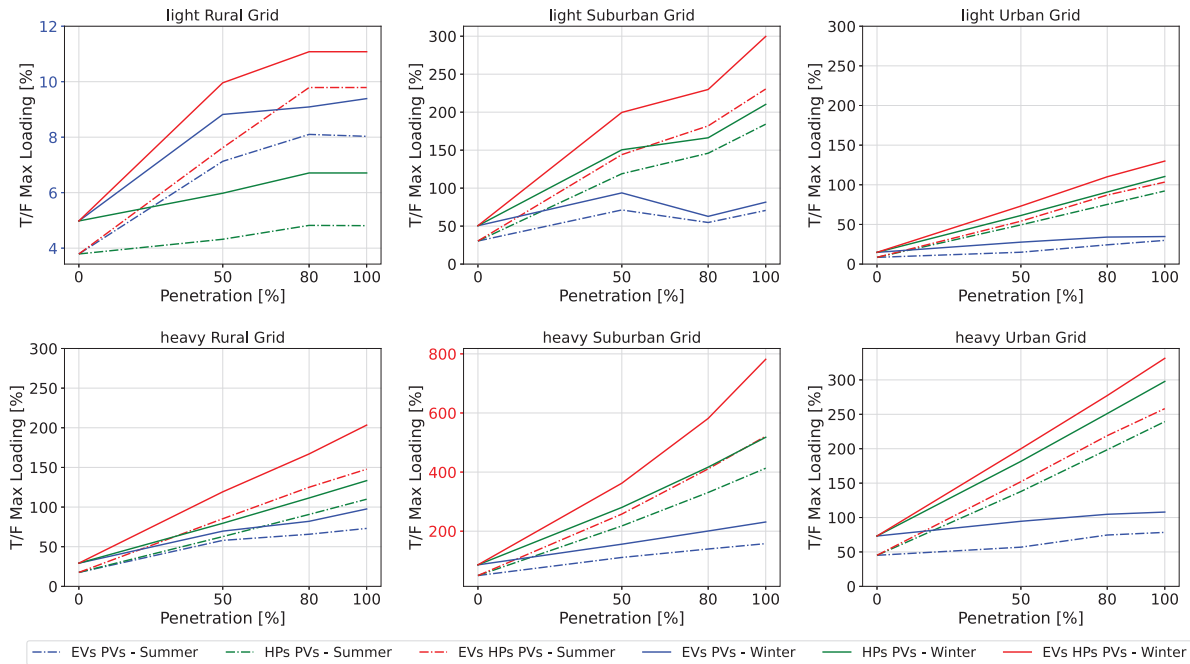 light Rural Grid
T/F Max Loading [%]
12
10
8
6
4
0
50
80
100
Penetration [%]
light Suburban Grid
T/F Max Loading [%]
300
250
200
150
100
50
0
0
50
80
100
Penetration [%]
light Urban Grid
T/F Max Loading [%]
300
250
200
150
100
50
0
0
50
80
100
Penetration [%]
heavy Rural Grid
T/F Max Loading [%]
300
250
200
150
100
50
0
0
50
80
100
Penetration [%]
heavy Suburban Grid
T/F Max Loading [%]
800
600
400
200
0
50
80
100
Penetration [%]
heavy Urban Grid
T/F Max Loading [%]
300
250
200
150
100
50
0
0
50
80
100
Penetration [%]
EVs PVs - Summer
HPs PVs - Summer
EVs HPs PVs - Summer
EVs PVs - Winter
HPs PVs - Winter
EVs HPs PVs - Winter